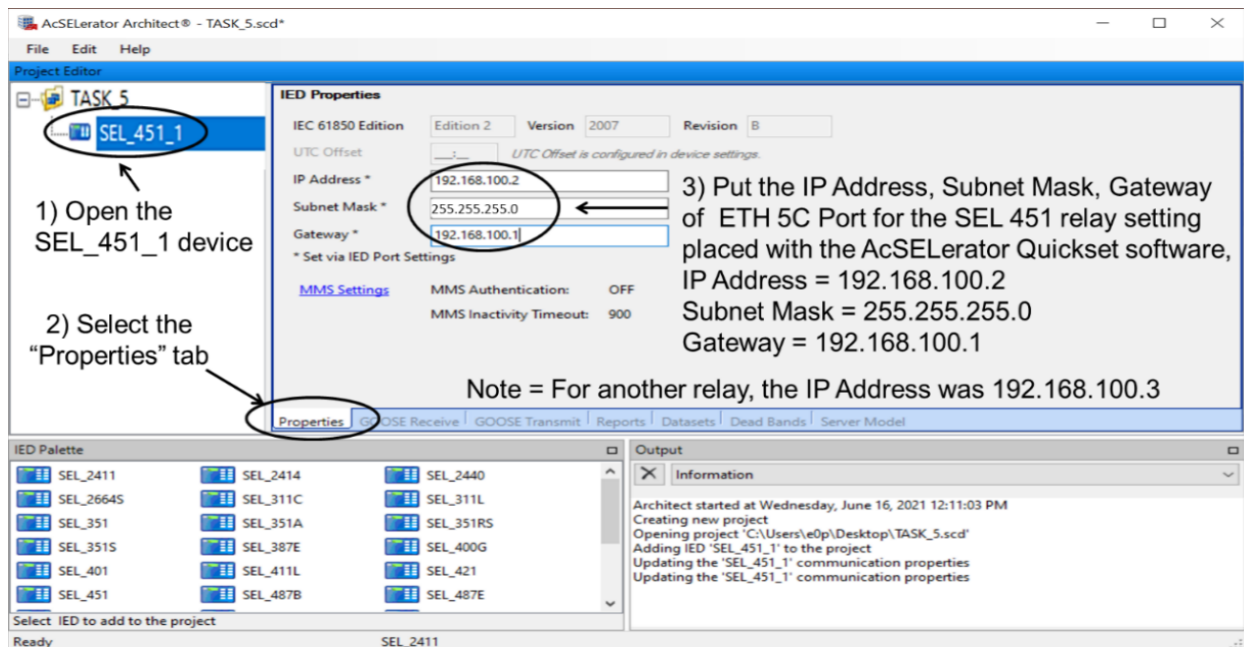 AcSELerator Architect® - TASK_5.scd*
File Edit Help
Project Editor
TASK_5
SEL_451_1
1) Open the
SEL_451_1 device
2) Select the
“Properties” tab
IED Properties
IEC 61850 Edition Edition 2 Version 2007 Revision B
UTC Offset __:__ UTC Offset is configured in device settings.
IP Address * 192.168.100.2
Subnet Mask * 255.255.255.0
Gateway * 192.168.100.1
* Set via IED Port Settings
MMS Settings MMS Authentication: OFF
MMS Inactivity Timeout: 900
3) Put the IP Address, Subnet Mask, Gateway
of ETH 5C Port for the SEL 451 relay setting
placed with the AcSELerator Quickset software,
IP Address = 192.168.100.2
Subnet Mask = 255.255.255.0
Gateway = 192.168.100.1
Note = For another relay, the IP Address was 192.168.100.3
Properties GOOSE Receive GOOSE Transmit Reports Datasets Dead Bands Server Model
IED Palette
SEL_2411 SEL_2414 SEL_2440
SEL_2664S SEL_311C SEL_311L
SEL_351 SEL_351A SEL_351RS
SEL_351S SEL_387E SEL_400G
SEL_401 SEL_411L SEL_421
SEL_451 SEL_487B SEL_487E
Select IED to add to the project
Output
Information
Architect started at Wednesday, June 16, 2021 12:11:03 PM
Creating new project
Opening project 'C:\Users\e0p\Desktop\TASK_5.scd'
Adding IED 'SEL_451_1' to the project
Updating the 'SEL_451_1' communication properties
Updating the 'SEL_451_1' communication properties
Ready SEL_2411